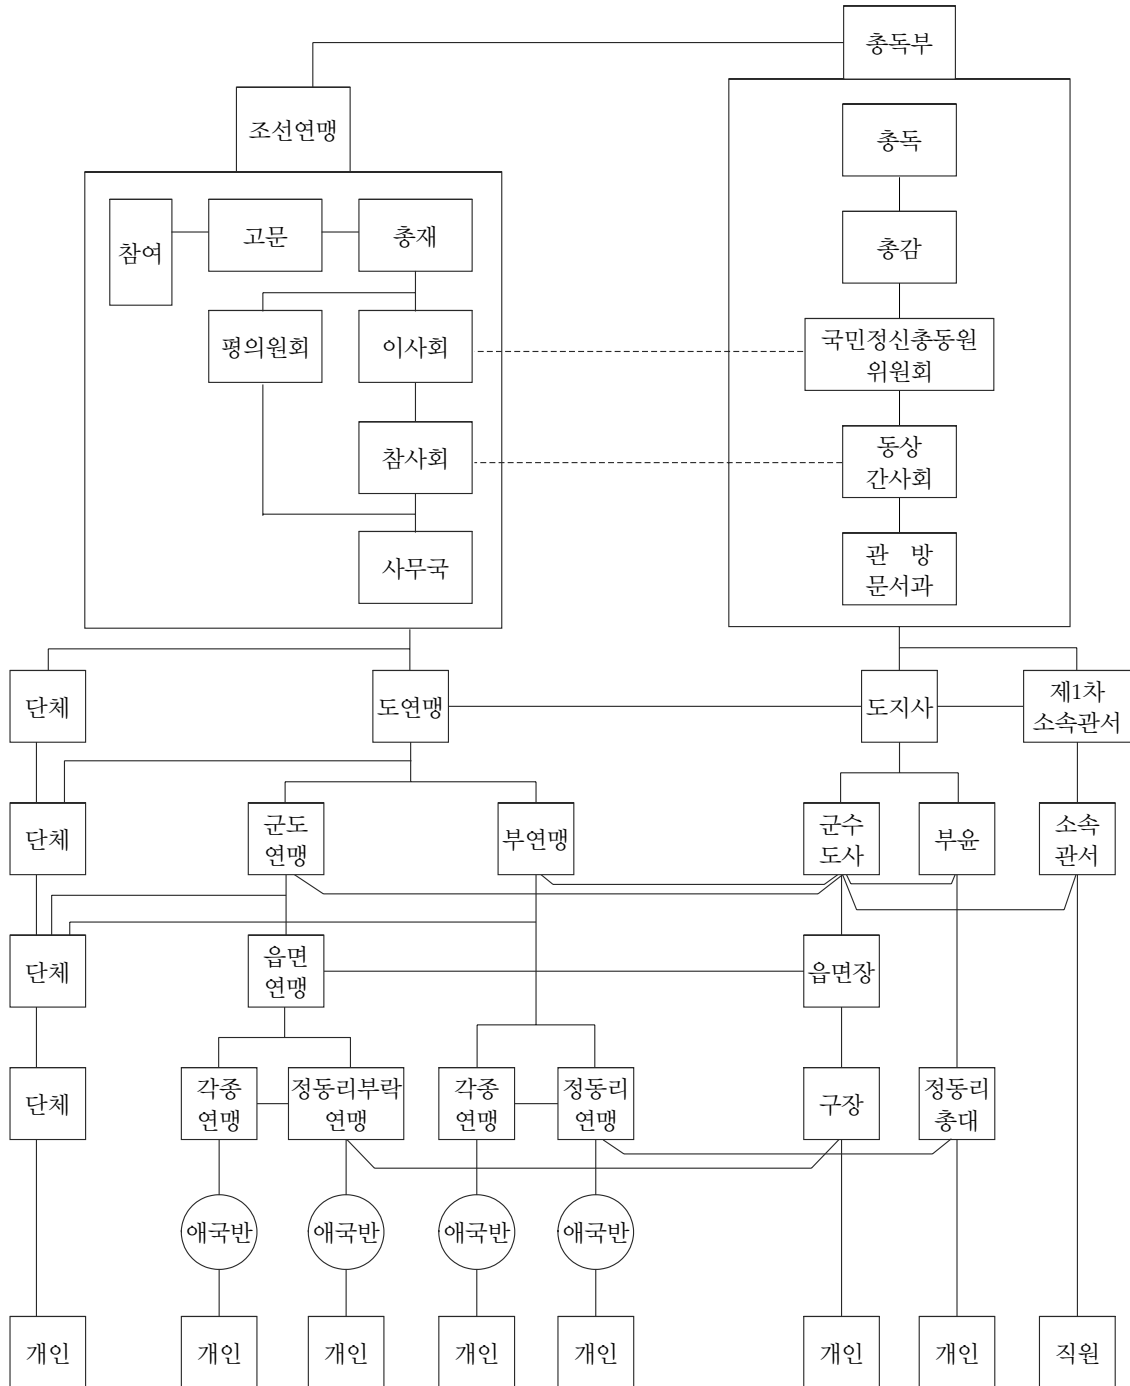 총독부
조선연맹
총독
참여
고문
총재
총감
평의원회
이사회
국민정신총동원
위원회
참사회
동상
간사회
사무국
관 방
문서과
단체
도연맹
도지사
제1차
소속관서
단체
군도
연맹
부연맹
군수
도사
부윤
소속
관서
단체
읍면
연맹
읍면장
단체
각종
연맹
정동리부락
연맹
각종
연맹
정동리
연맹
구장
정동리
총대
애국반
애국반
애국반
애국반
개인
개인
개인
개인
개인
개인
개인
직원